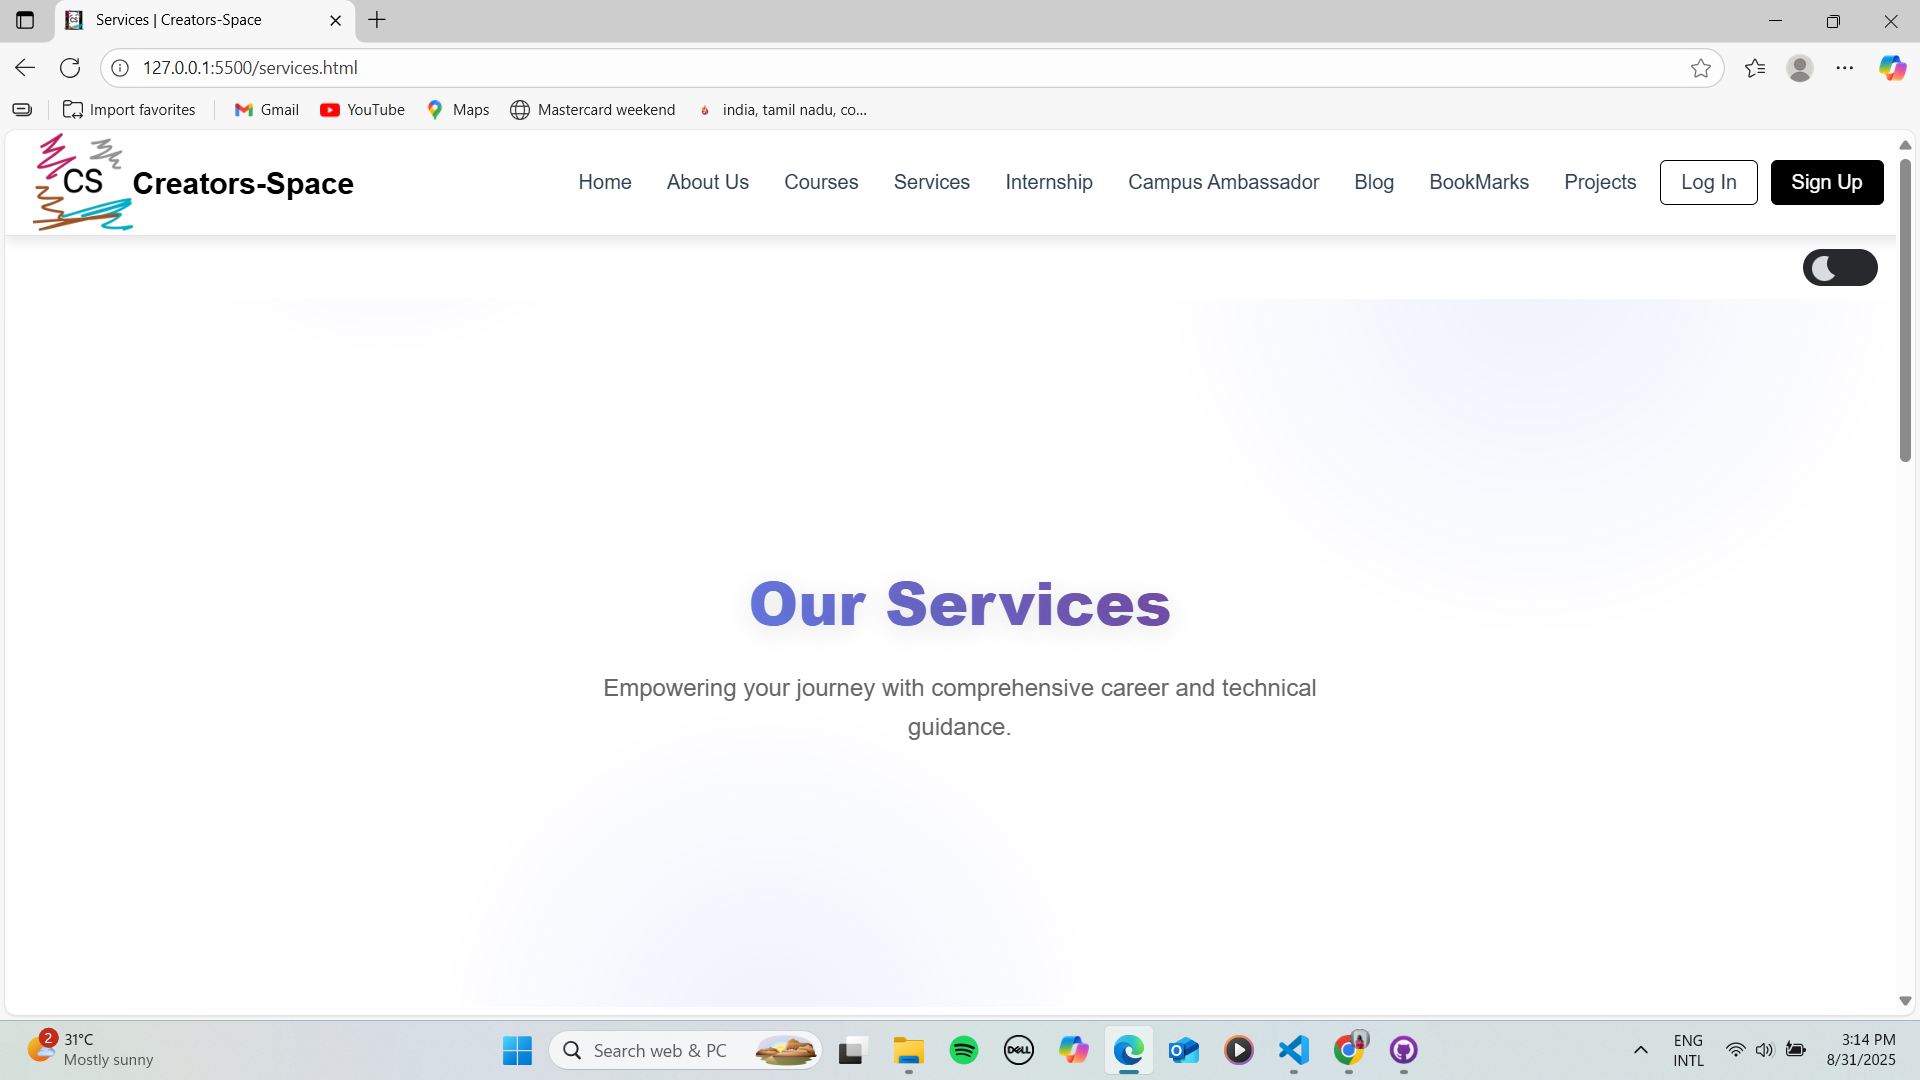 Services | Creators-Space
127.0.0.1:5500/services.html
Import favorites
Gmail
YouTube
Maps
Mastercard weekend
india, tamil nadu, co...
CS
Creators-Space
Home
About Us
Courses
Services
Internship
Campus Ambassador
Blog
BookMarks
Projects
Log In
Sign Up
Our Services
Empowering your journey with comprehensive career and technical
guidance.
2
31°C
Mostly sunny
Search web & PC
DELL
ENG
INTL
3:14 PM
8/31/2025